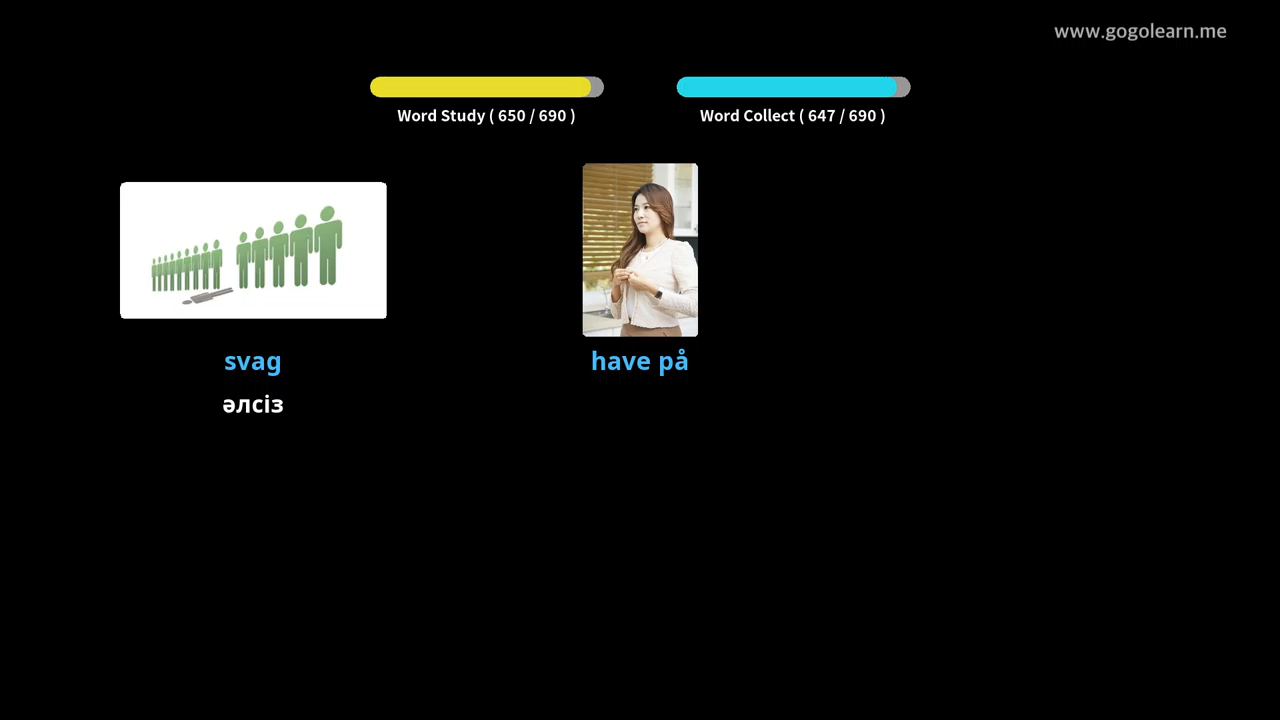 www.gogolearn.me
Word Study ( 650 / 690 )
Word Collect ( 647 / 690 )
svag
әлсіз
have på